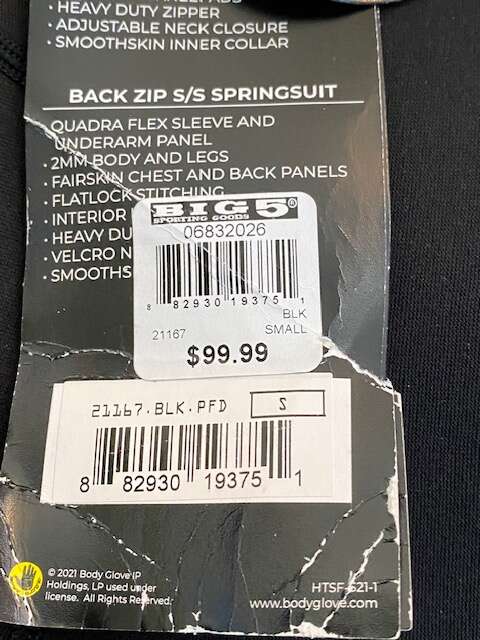 • HEAVY DUTY ZIPPER
• ADJUSTABLE NECK CLOSURE
• SMOOTHSKIN INNER COLLAR
BACK ZIP S/S SPRINGSUIT
QUADRA FLEX SLEEVE AND
UNDERARM PANEL
• 2MM BODY AND LEGS
• FAIRSKIN CHEST AND BACK PANELS
• FLATLOCK STITCHING
• INTERIOR
• HEAVY DU
• VELCRO N
• SMOOTHS
BIG 5®
SPORTING GOODS
06832026
8 82930 19375 1
BLK
21167 SMALL
$99.99
21167.BLK.PFD S
8 82930 19375 1
© 2021 Body Glove IP
Holdings, LP used under
license. All Rights Reserved.
HTSF-S21-1
www.bodyglove.com